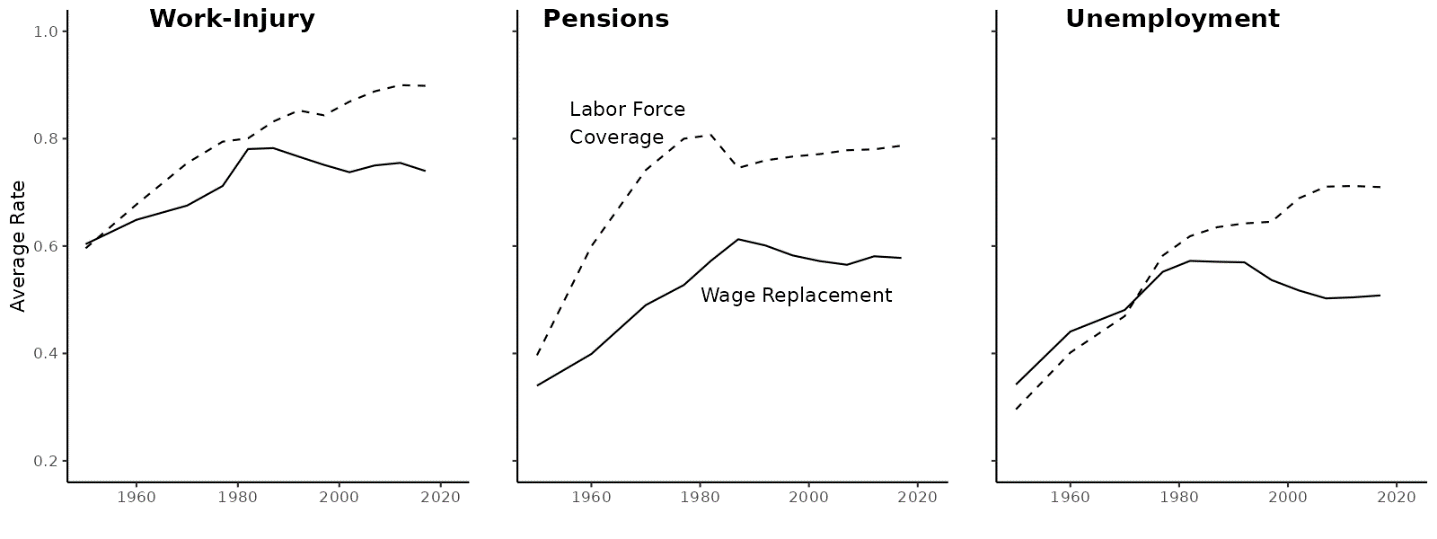 Work-Injury
Pensions
Unemployment
Average Rate
1.0
0.8
0.6
0.4
0.2
Labor Force
Coverage
Wage Replacement
1960 1980 2000 2020
1960 1980 2000 2020
1960 1980 2000 2020